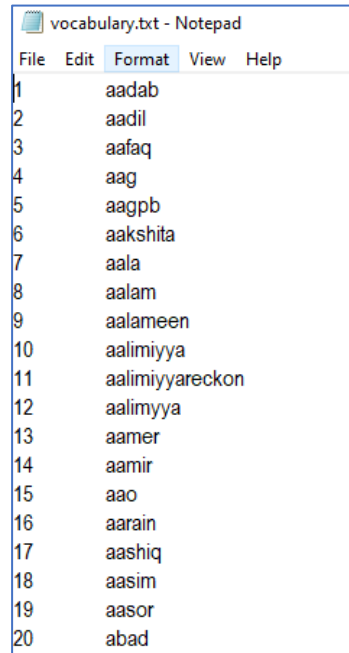 vocabulary.txt - Notepad
File Edit Format View Help
1 aadab
2 aadil
3 aafaq
4 aag
5 aagpb
6 aakshita
7 aala
8 aalam
9 aalameen
10 aalimiyya
11 aalimiyyareckon
12 aalimyya
13 aamer
14 aamir
15 aao
16 aarain
17 aashiq
18 aasim
19 aasor
20 abad